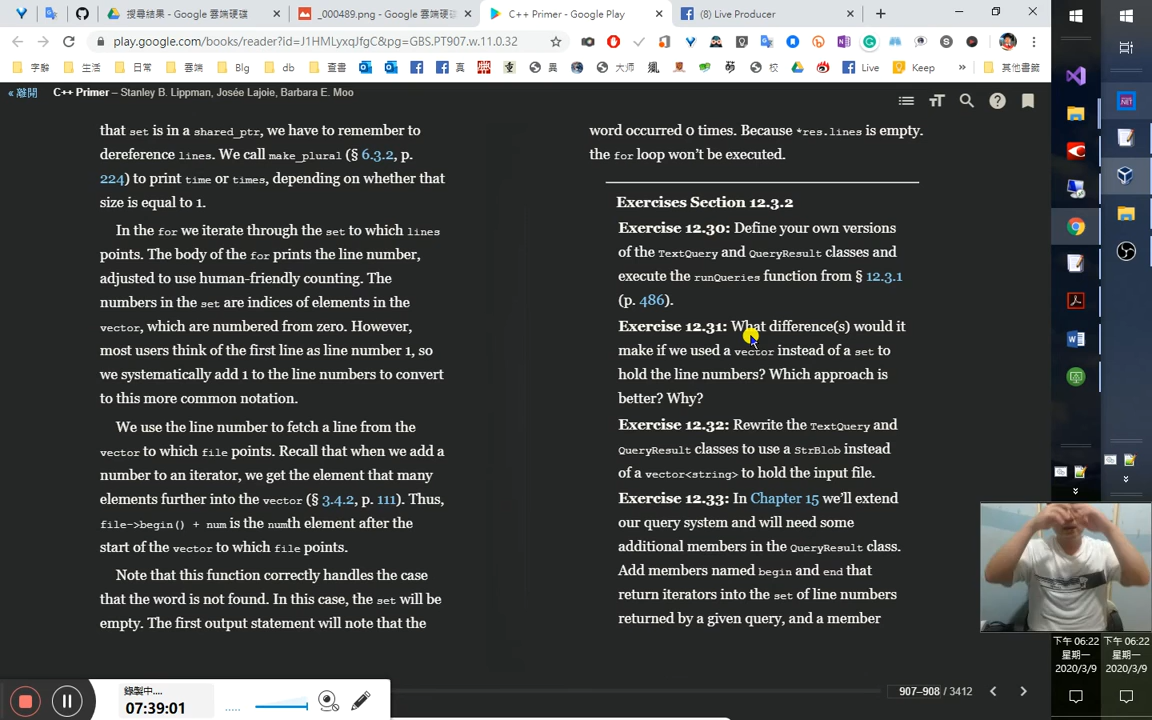 搜尋結果 - Google 雲端硬碟
_000489.png - Google 雲端硬碟
C++ Primer - Google Play
(8) Live Producer
play.google.com/books/reader?id=J1HMLyxqJfgC&pg=GBS.PT907.w.11.0.32
字辭
生活
日常
雲端
Blg
db
查書
真
異
大师
校
Live
Keep
其他書籤
« 離開
C++ Primer – Stanley B. Lippman, Josée Lajoie, Barbara E. Moo
that set is in a shared_ptr, we have to remember to
dereference lines. We call make_plural (§ 6.3.2, p.
224) to print time or times, depending on whether that
size is equal to 1.
In the for we iterate through the set to which lines
points. The body of the for prints the line number,
adjusted to use human-friendly counting. The
numbers in the set are indices of elements in the
vector, which are numbered from zero. However,
most users think of the first line as line number 1, so
we systematically add 1 to the line numbers to convert
to this more common notation.
We use the line number to fetch a line from the
vector to which file points. Recall that when we add a
number to an iterator, we get the element that many
elements further into the vector (§ 3.4.2, p. 111). Thus,
file->begin() + num is the numth element after the
start of the vector to which file points.
Note that this function correctly handles the case
that the word is not found. In this case, the set will be
empty. The first output statement will note that the
word occurred 0 times. Because *res.lines is empty.
the for loop won't be executed.
Exercises Section 12.3.2
Exercise 12.30: Define your own versions
of the TextQuery and QueryResult classes and
execute the runQueries function from § 12.3.1
(p. 486).
Exercise 12.31: What difference(s) would it
make if we used a vector instead of a set to
hold the line numbers? Which approach is
better? Why?
Exercise 12.32: Rewrite the TextQuery and
QueryResult classes to use a StrBlob instead
of a vector<string> to hold the input file.
Exercise 12.33: In Chapter 15 we'll extend
our query system and will need some
additional members in the QueryResult class.
Add members named begin and end that
return iterators into the set of line numbers
returned by a given query, and a member
907–908 / 3412
錄製中....
07:39:01
下午 06:22
星期一
2020/3/9
下午 06:22
星期一
2020/3/9